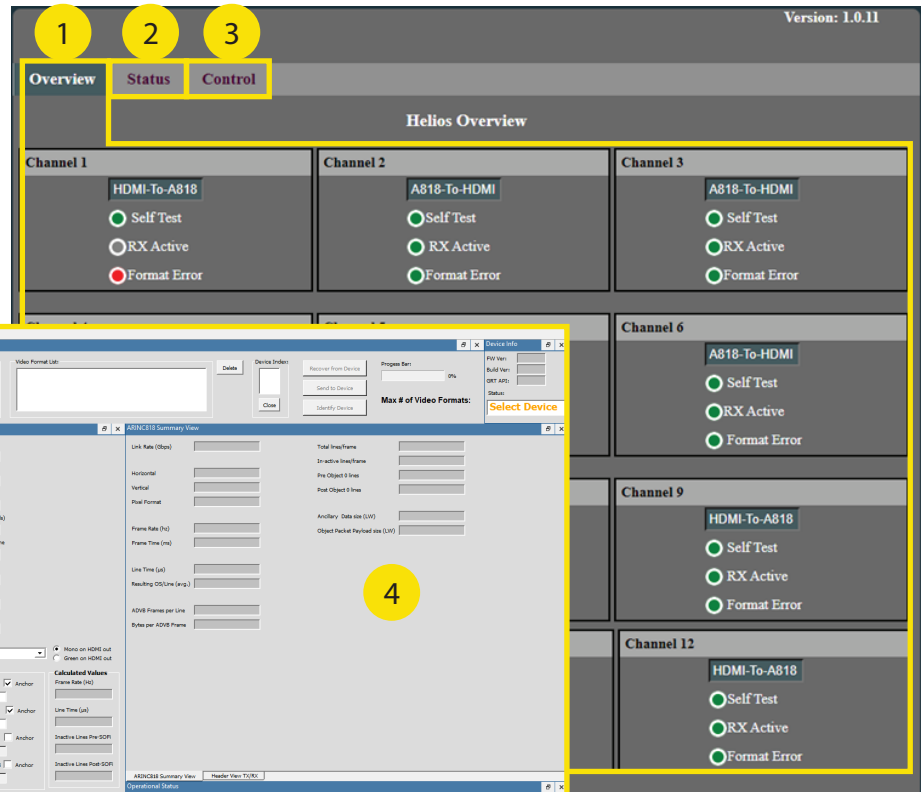 Version: 1.0.11
1
2
3
Overview Status Control
Helios Overview
Channel 1
HDMI-To-A818
Self Test
RX Active
Format Error
Channel 2
A818-To-HDMI
Self Test
RX Active
Format Error
Channel 3
A818-To-HDMI
Self Test
RX Active
Format Error
Channel 6
A818-To-HDMI
Self Test
RX Active
Format Error
Channel 9
HDMI-To-A818
Self Test
RX Active
Format Error
Channel 12
HDMI-To-A818
Self Test
RX Active
Format Error
Video Format List:
Delete
Device Index:
Close
Recover from Device
Send to Device
Identify Device
Progess Bar:
0%
Max # of Video Formats:
Device Info
FW Ver:
Build Ver:
GRT API:
Status:
Select Device
ARINC818 Summary View
Link Rate (Gbps)
Horizontal
Vertical
Pixel Format
Frame Rate (hz)
Frame Time (ms)
Line Time (µs)
Resulting OS/Line (avg.)
ADVB Frames per Line
Bytes per ADVB Frame
Total lines/frame
In-active lines/frame
Pre Object 0 lines
Post Object 0 lines
Ancillary Data size (LW)
Object Packet Payload size (LW)
4
Mono on HDMI out
Green on HDMI out
Calculated Values
Anchor
Frame Rate (Hz)
Anchor
Line Time (µs)
Anchor
Inactive Lines Pre-SOFi
Anchor
Inactive Lines Post-SOFi
ARINC818 Summary View Header View TX/RX
Operational Status